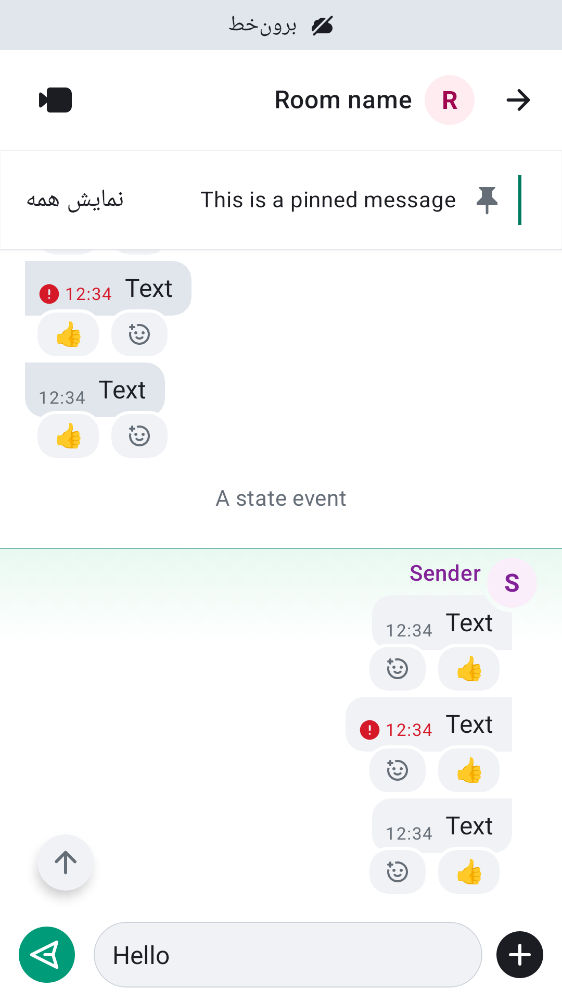 برون‌خط
Room name R
This is a pinned message نمایش همه
Text 12:34
👍
Text 12:34
👍
A state event
S Sender
Text 12:34
👍
Text 12:34
👍
Text 12:34
👍
Hello